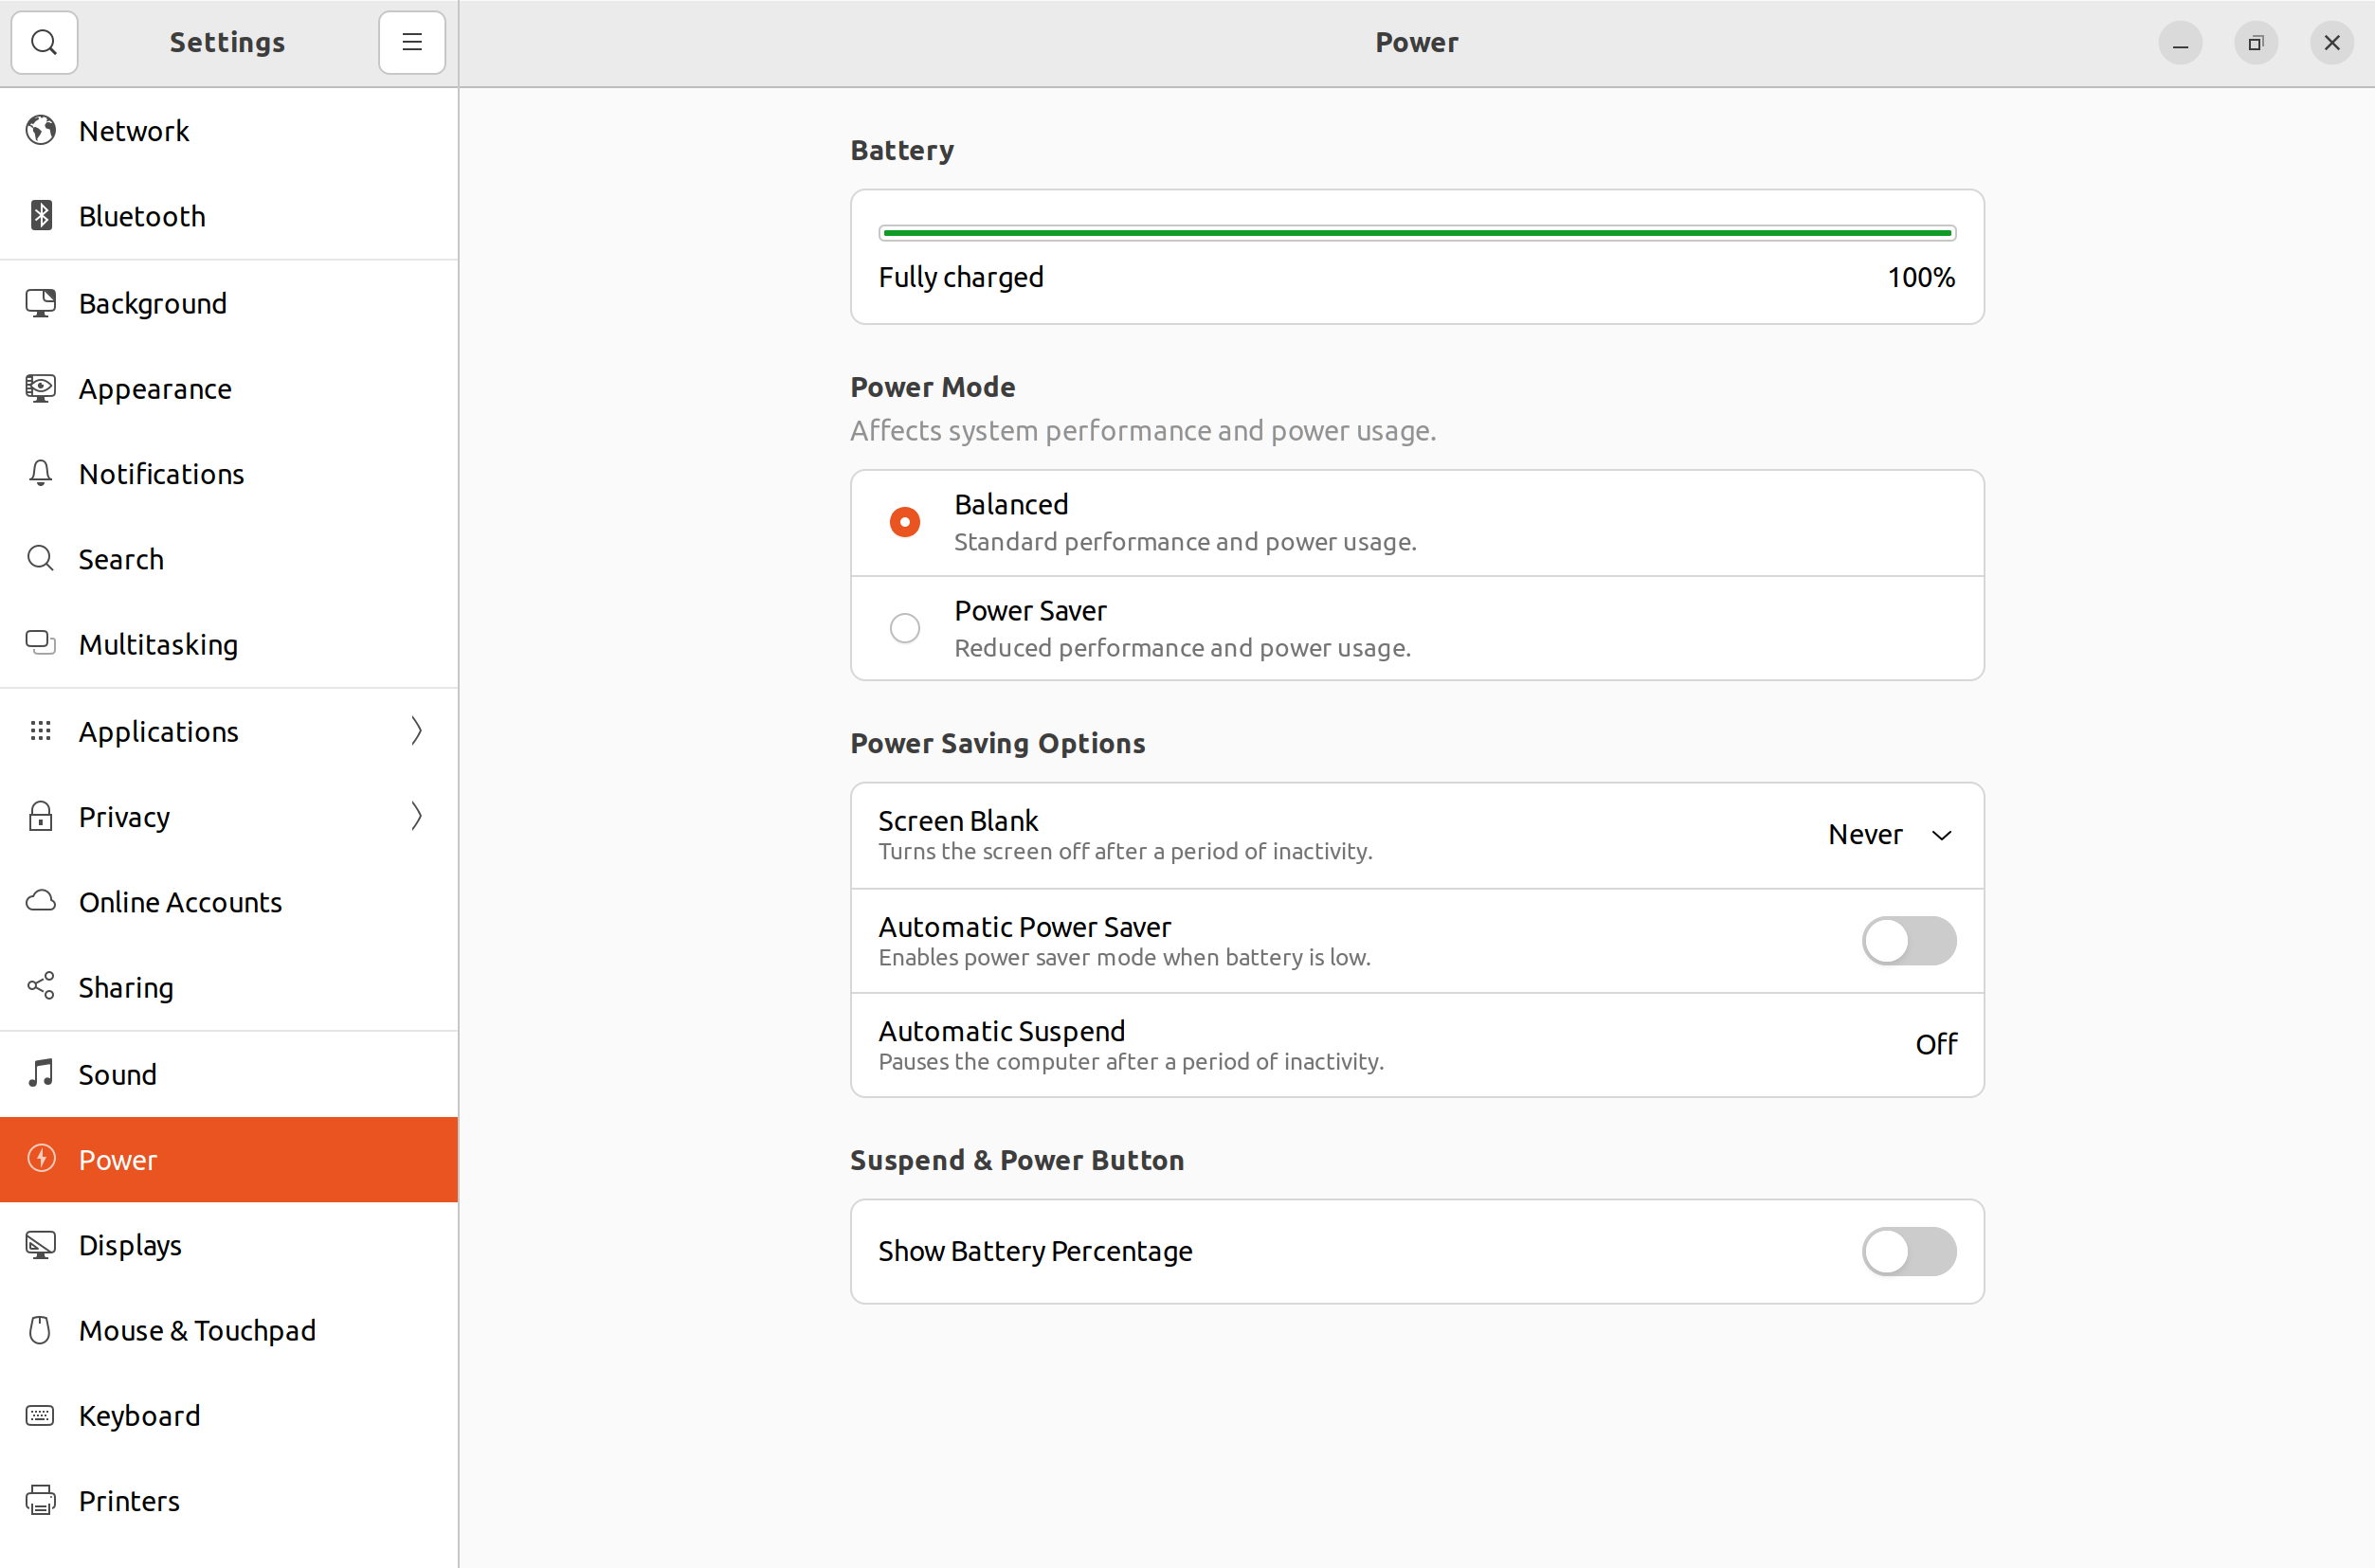 Settings
Power
Network
Bluetooth
Background
Appearance
Notifications
Search
Multitasking
Applications
Privacy
Online Accounts
Sharing
Sound
Power
Displays
Mouse & Touchpad
Keyboard
Printers
Battery
Fully charged 100%
Power Mode
Affects system performance and power usage.
Balanced
Standard performance and power usage.
Power Saver
Reduced performance and power usage.
Power Saving Options
Screen Blank
Turns the screen off after a period of inactivity.
Never
Automatic Power Saver
Enables power saver mode when battery is low.
Automatic Suspend
Pauses the computer after a period of inactivity.
Off
Suspend & Power Button
Show Battery Percentage